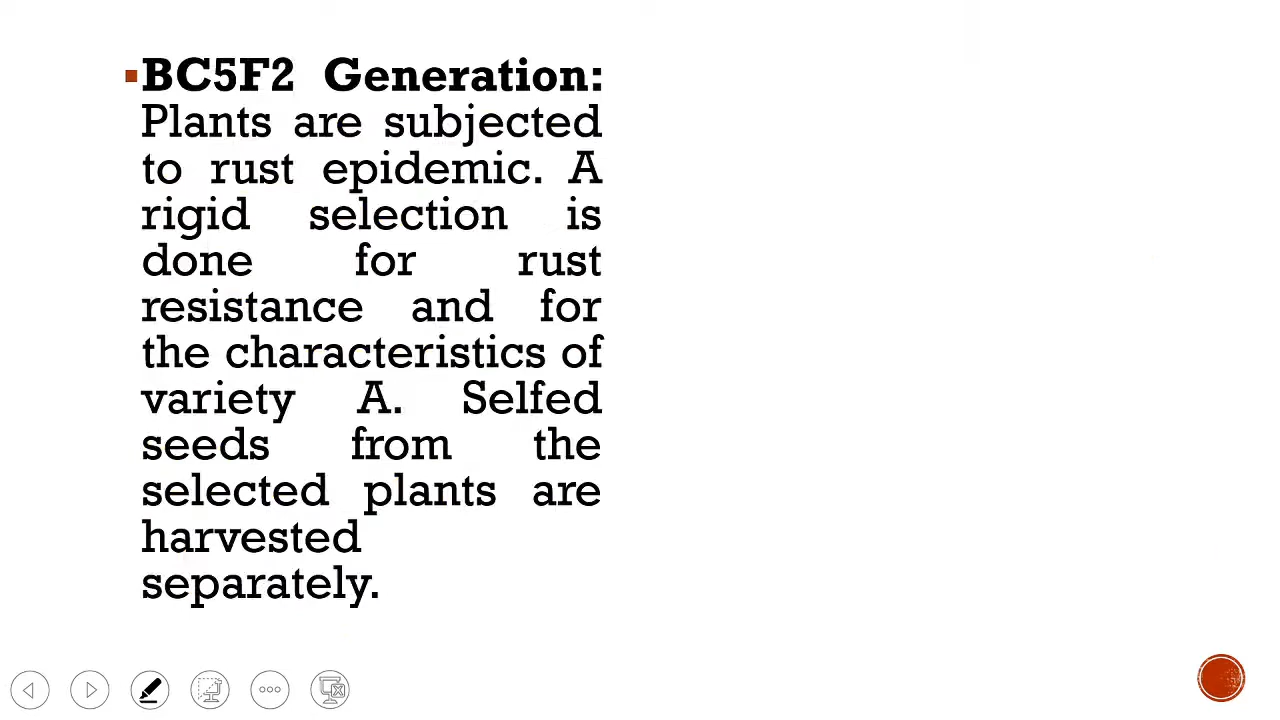 BC5F2 Generation:
Plants are subjected
to rust epidemic. A
rigid selection is
done for rust
resistance and for
the characteristics of
variety A. Selfed
seeds from the
selected plants are
harvested
separately.